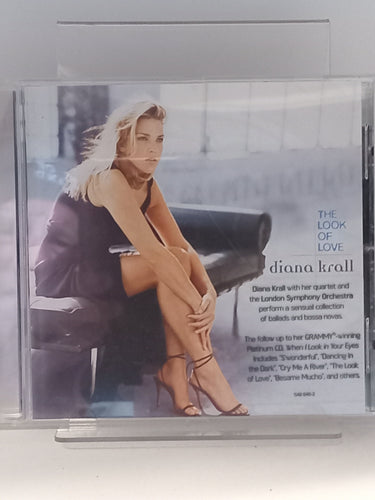 THE
LOOK
OF
LOVE
diana krall
Diana Krall with her quartet and
the London Symphony Orchestra
perform a sensual collection
of ballads and bossa novas.
The follow up to her GRAMMY®-winning
Platinum CD, When I Look in Your Eyes
Includes "S'wonderful", "Dancing in
the Dark", "Cry Me A River", "The Look
of Love", "Besame Mucho", and others.